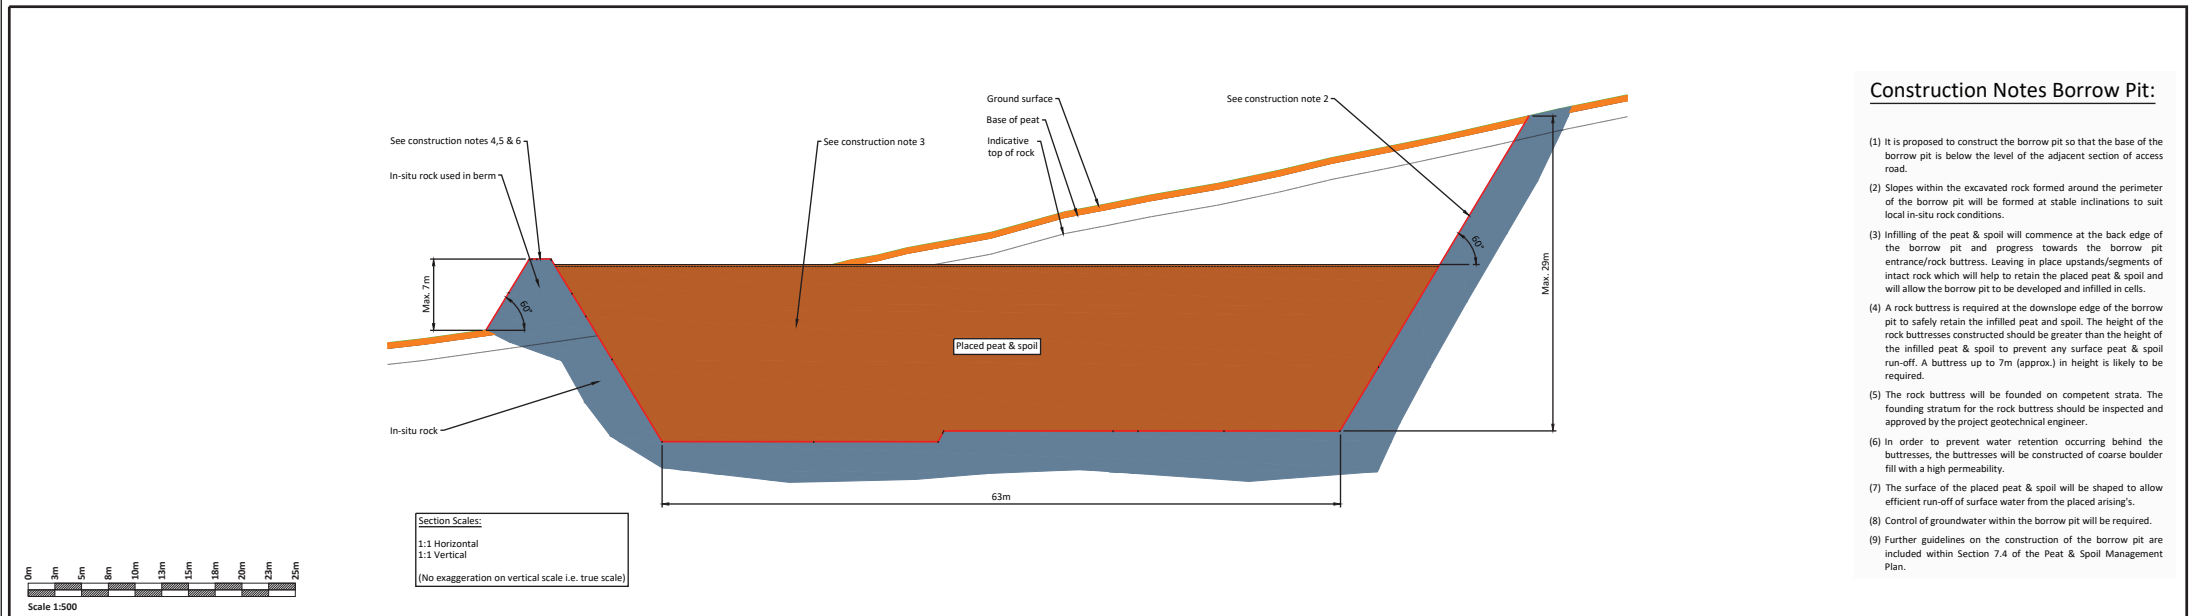 Construction Notes Borrow Pit:
(1) It is proposed to construct the borrow pit so that the base of the
borrow pit is below the level of the adjacent section of access
road.
(2) Slopes within the excavated rock formed around the perimeter
of the borrow pit will be formed at stable inclinations to suit
local in-situ rock conditions.
(3) Infilling of the peat & spoil will commence at the back edge of
the borrow pit and progress towards the borrow pit
entrance/rock buttress. Leaving in place upstands/segments of
intact rock which will help to retain the placed peat & spoil and
will allow the borrow pit to be developed and infilled in cells.
(4) A rock buttress is required at the downslope edge of the borrow
pit to safely retain the infilled peat and spoil. The height of the
rock buttresses constructed should be greater than the height of
the infilled peat & spoil to prevent any surface peat & spoil
run-off. A buttress up to 7m (approx.) in height is likely to be
required.
(5) The rock buttress will be founded on competent strata. The
founding stratum for the rock buttress should be inspected and
approved by the project geotechnical engineer.
(6) In order to prevent water retention occurring behind the
buttresses, the buttresses will be constructed of coarse boulder
fill with a high permeability.
(7) The surface of the placed peat & spoil will be shaped to allow
efficient run-off of surface water from the placed arising's.
(8) Control of groundwater within the borrow pit will be required.
(9) Further guidelines on the construction of the borrow pit are
included within Section 7.4 of the Peat & Spoil Management
Plan.
Ground surface
Base of peat
Indicative
top of rock
See construction note 2
See construction notes 4,5 & 6
See construction note 3
In-situ rock used in berm
Max. 7m
60°
60°
Max. 29m
Placed peat & spoil
In-situ rock
63m
Section Scales:
1:1 Horizontal
1:1 Vertical
(No exaggeration on vertical scale i.e. true scale)
0m 3m 5m 8m 10m 13m 15m 18m 20m 23m 25m
Scale 1:500